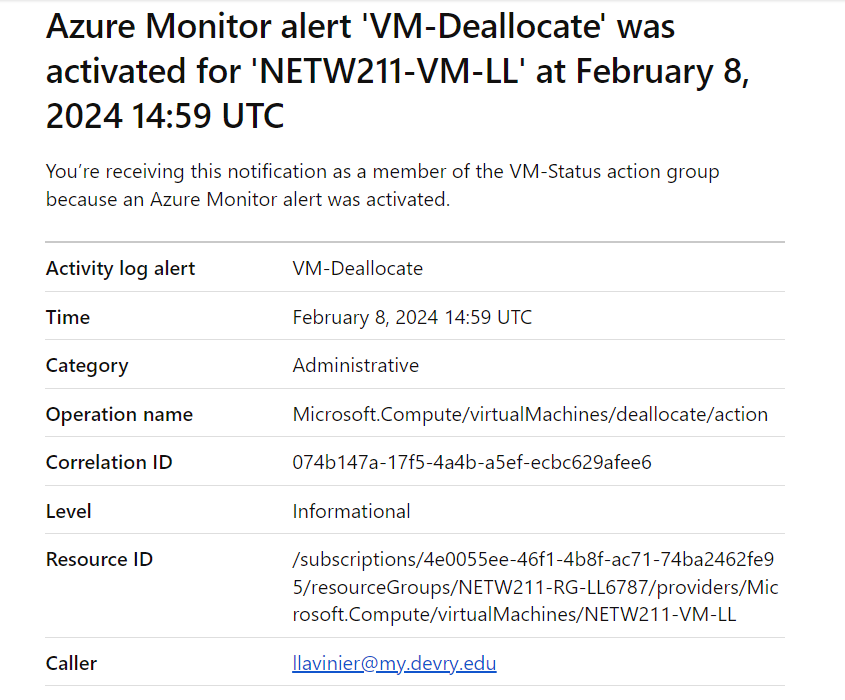 Azure Monitor alert 'VM-Deallocate' was
activated for 'NETW211-VM-LL' at February 8,
2024 14:59 UTC
You’re receiving this notification as a member of the VM-Status action group
because an Azure Monitor alert was activated.
Activity log alert VM-Deallocate
Time February 8, 2024 14:59 UTC
Category Administrative
Operation name Microsoft.Compute/virtualMachines/deallocate/action
Correlation ID 074b147a-17f5-4a4b-a5ef-ecbc629afee6
Level Informational
Resource ID /subscriptions/4e0055ee-46f1-4b8f-ac71-74ba2462fe9
5/resourceGroups/NETW211-RG-LL6787/providers/Mic
rosoft.Compute/virtualMachines/NETW211-VM-LL
Caller llavinier@my.devry.edu